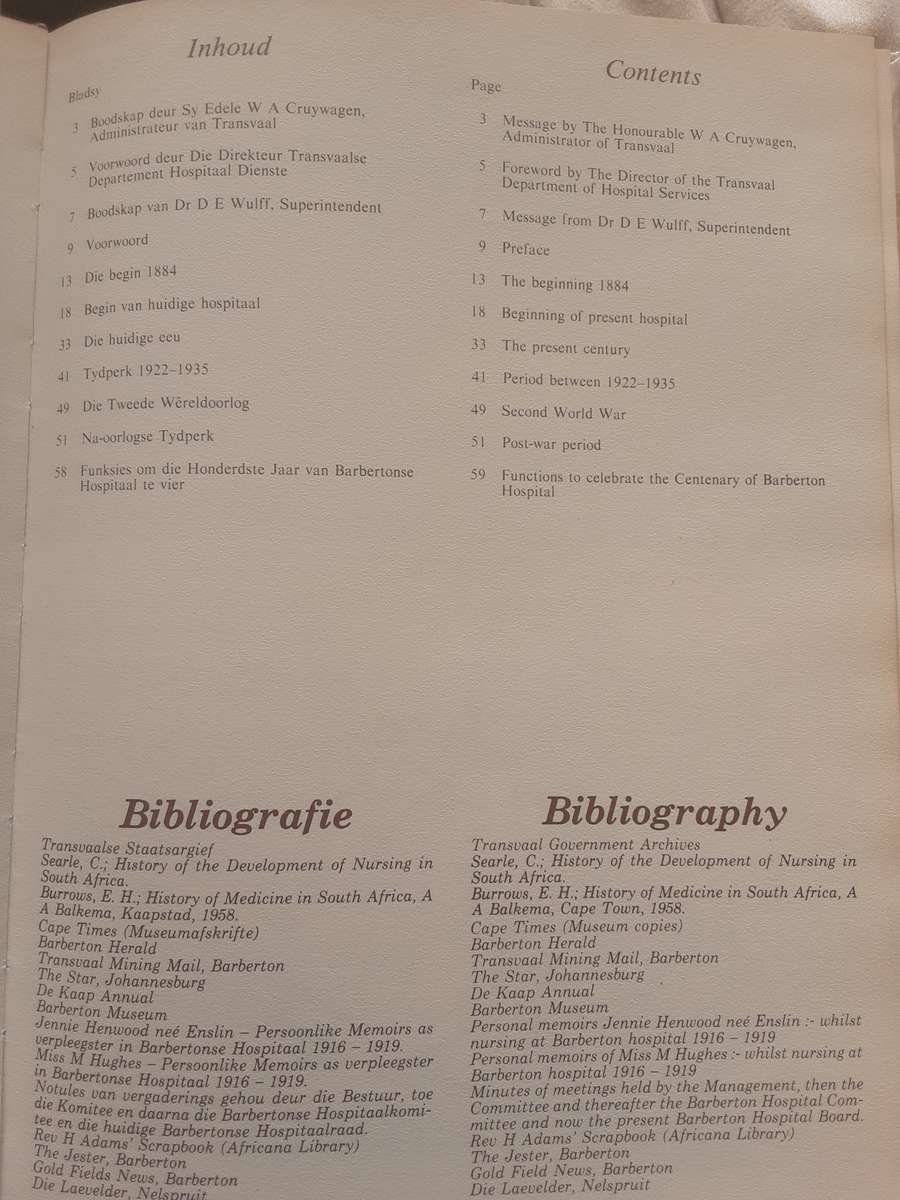 Inhoud
Bladsy
3 Boodskap deur Sy Edele W A Cruywagen,
Administrateur van Transvaal
5 Voorwoord deur Die Direkteur Transvaalse
Departement Hospitaal Dienste
7 Boodskap van Dr D E Wulff, Superintendent
9 Voorwoord
13 Die begin 1884
18 Begin van huidige hospitaal
33 Die huidige eeu
41 Tydperk 1922–1935
49 Die Tweede Wêreldoorlog
51 Na-oorlogse Tydperk
58 Funksies om die Honderdste Jaar van Barbertonse
Hospitaal te vier
Contents
Page
3 Message by The Honourable W A Cruywagen,
Administrator of Transvaal
5 Foreword by The Director of the Transvaal
Department of Hospital Services
7 Message from Dr D E Wulff, Superintendent
9 Preface
13 The beginning 1884
18 Beginning of present hospital
33 The present century
41 Period between 1922–1935
49 Second World War
51 Post-war period
59 Functions to celebrate the Centenary of Barberton
Hospital
Bibliografie
Transvaalse Staatsargief
Searle, C.; History of the Development of Nursing in
South Africa.
Burrows, E. H.; History of Medicine in South Africa, A
A Balkema, Kaapstad, 1958.
Cape Times (Museumafskrifte)
Barberton Herald
Transvaal Mining Mail, Barberton
The Star, Johannesburg
De Kaap Annual
Barberton Museum
Jennie Henwood neé Enslin – Persoonlike Memoirs as
verpleegster in Barbertonse Hospitaal 1916 – 1919.
Miss M Hughes – Persoonlike Memoirs as verpleegster
in Barbertonse Hospitaal 1916 – 1919.
Notules van vergaderings gehou deur die Bestuur, toe
die Komitee en daarna die Barbertonse Hospitaalkomi-
tee en die huidige Barbertonse Hospitaalraad.
Rev H Adams' Scrapbook (Africana Library)
The Jester, Barberton
Gold Fields News, Barberton
Die Laevelder, Nelspruit
Bibliography
Transvaal Government Archives
Searle, C.; History of the Development of Nursing in
South Africa.
Burrows, E. H.; History of Medicine in South Africa, A
A Balkema, Cape Town, 1958.
Cape Times (Museum copies)
Barberton Herald
Transvaal Mining Mail, Barberton
The Star, Johannesburg
De Kaap Annual
Barberton Museum
Personal memoirs Jennie Henwood neé Enslin :- whilst
nursing at Barberton hospital 1916 – 1919
Personal memoirs of Miss M Hughes :- whilst nursing at
Barberton hospital 1916 – 1919
Minutes of meetings held by the Management, then the
Committee and thereafter the Barberton Hospital Com-
mittee and now the present Barberton Hospital Board.
Rev H Adams' Scrapbook (Africana Library)
The Jester, Barberton
Gold Field News, Barberton
Die Laevelder, Nelspruit